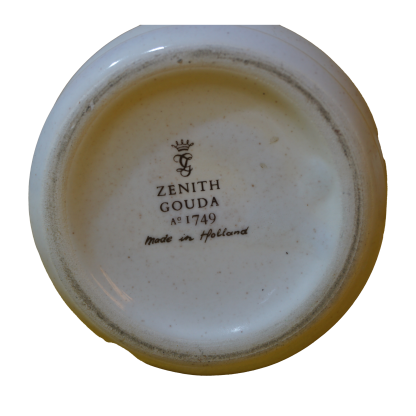 ZENITH
GOUDA
Aº 1749
Made in Holland